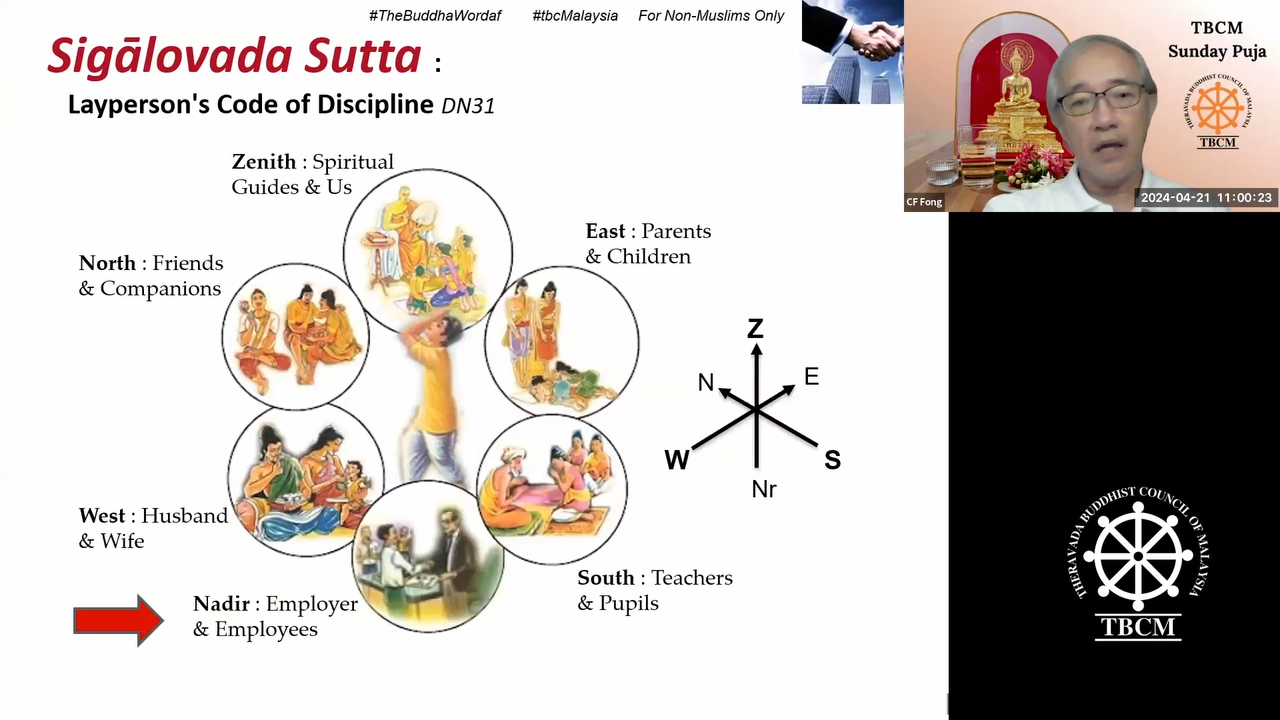 #TheBuddhaWordaf #tbcMalaysia For Non-Muslims Only
Sigālovada Sutta :
Layperson's Code of Discipline DN31
Zenith : Spiritual
Guides & Us
East : Parents
& Children
North : Friends
& Companions
West : Husband
& Wife
South : Teachers
& Pupils
Nadir : Employer
& Employees
Z
N
E
W
S
Nr
TBCM
Sunday Puja
THERAVADA BUDDHIST COUNCIL OF MALAYSIA
TBCM
CF Fong
2024-04-21 11:00:23
THERAVADA BUDDHIST COUNCIL OF MALAYSIA
TBCM